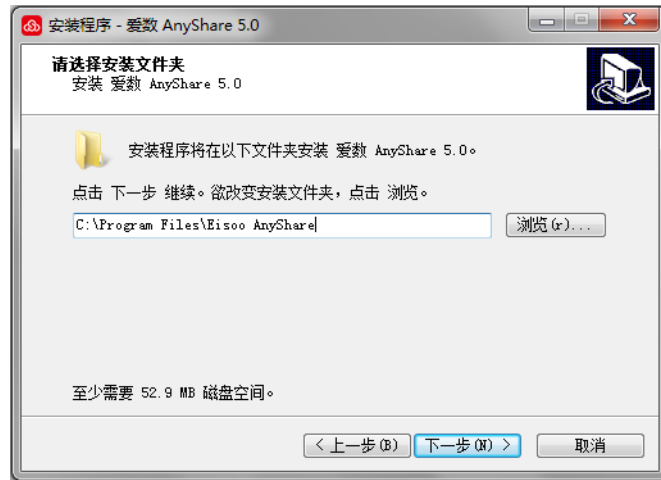 安装程序 - 爱数 AnyShare 5.0
请选择安装文件夹
安装 爱数 AnyShare 5.0
安装程序将在以下文件夹安装 爱数 AnyShare 5.0。
点击 下一步 继续。欲改变安装文件夹，点击 浏览。
C:\Program Files\Eisoo AnyShare
浏览(r)...
至少需要 52.9 MB 磁盘空间。
< 上一步(B) 下一步(N) > 取消